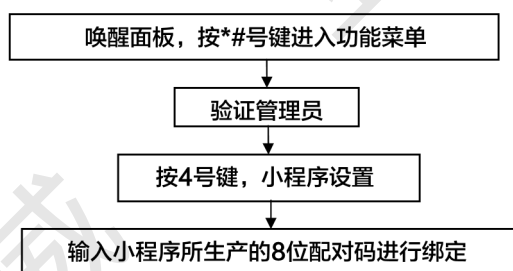 唤醒面板，按*#号键进入功能菜单
验证管理员
按4号键，小程序设置
输入小程序所生产的8位配对码进行绑定